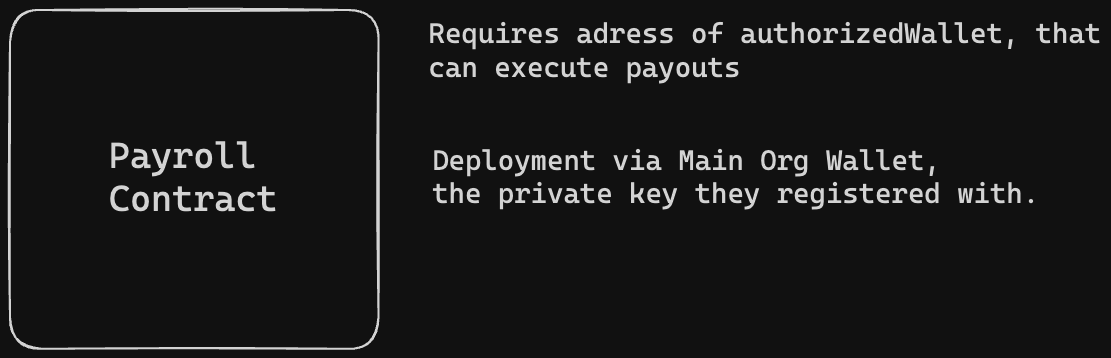 Payroll
Contract
Requires adress of authorizedWallet, that
can execute payouts
Deployment via Main Org Wallet,
the private key they registered with.